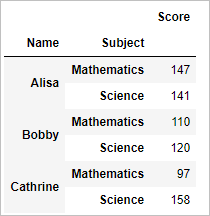 Score
Name Subject
Alisa Mathematics 147
Science 141
Bobby Mathematics 110
Science 120
Cathrine Mathematics 97
Science 158